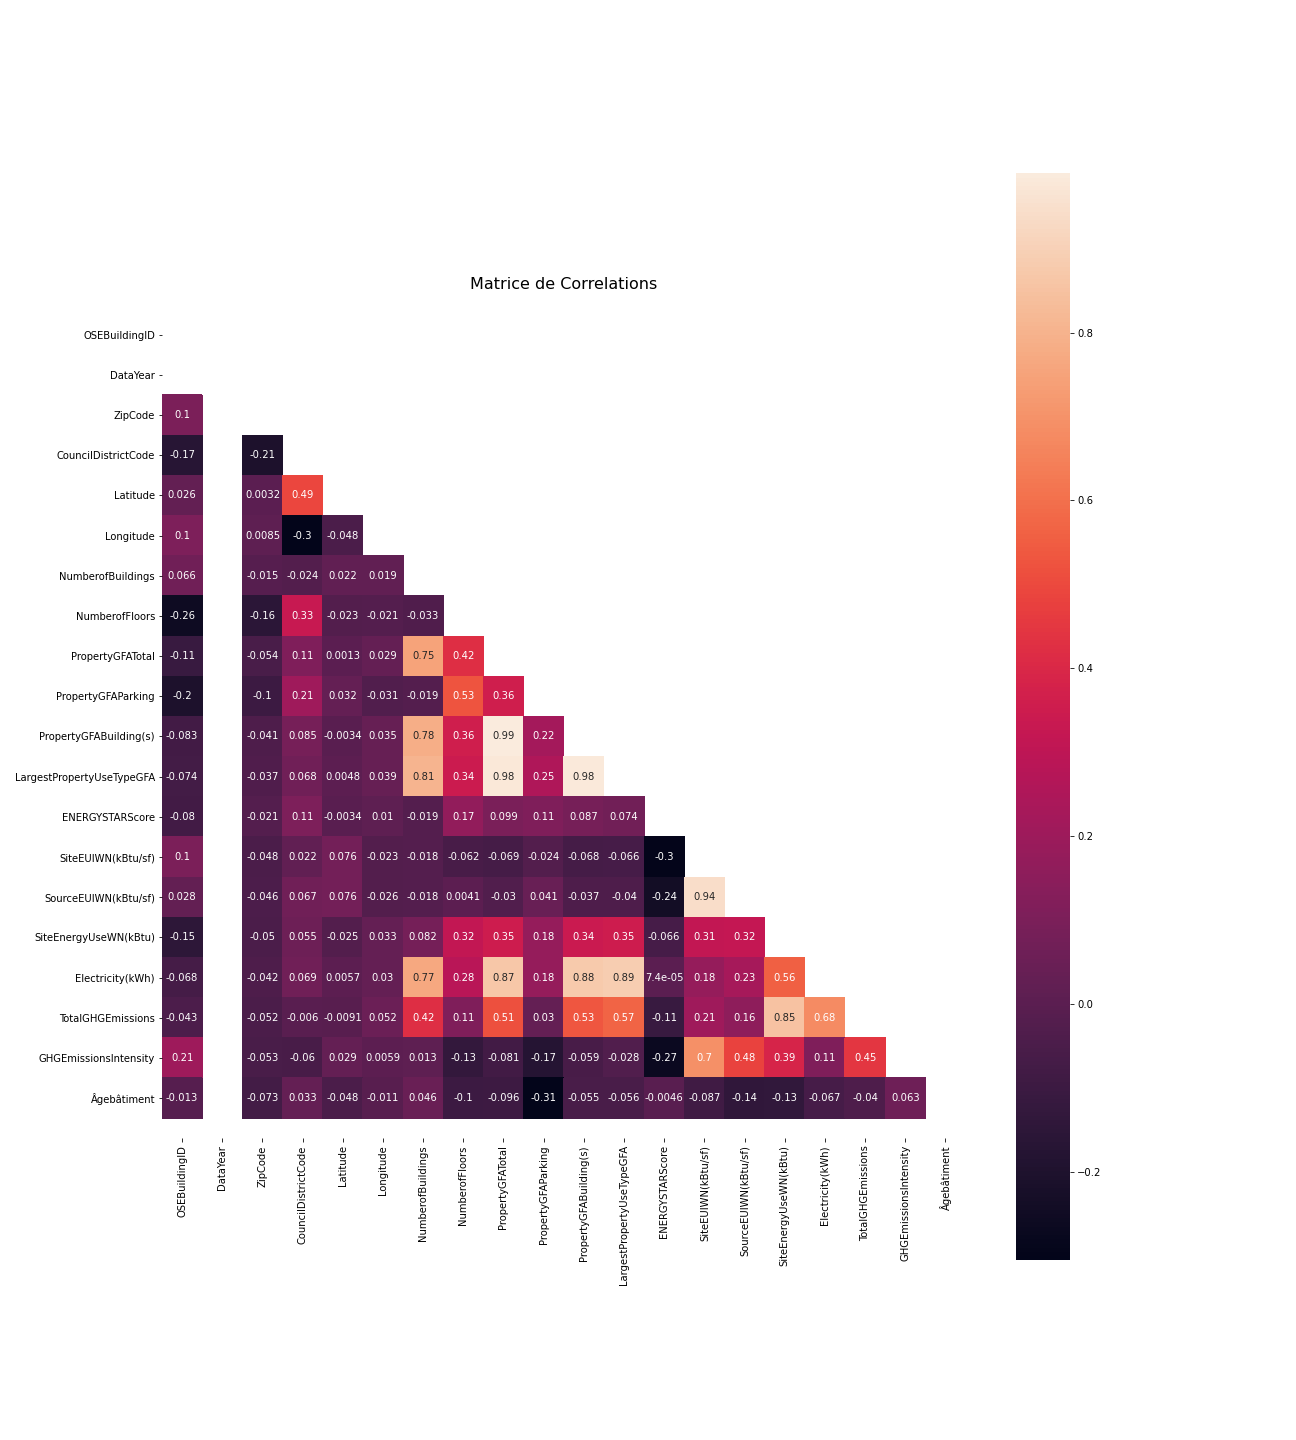 Matrice de Correlations
OSEBuildingID
DataYear
ZipCode 0.1
CouncilDistrictCode -0.17 -0.21
Latitude 0.026 0.0032 0.49
Longitude 0.1 0.0085 -0.3 -0.048
NumberofBuildings 0.066 -0.015 -0.024 0.022 0.019
NumberofFloors -0.26 -0.16 0.33 -0.023 -0.021 -0.033
PropertyGFATotal -0.11 -0.054 0.11 0.0013 0.029 0.75 0.42
PropertyGFAParking -0.2 -0.1 0.21 0.032 -0.031 -0.019 0.53 0.36
PropertyGFABuilding(s) -0.083 -0.041 0.085 -0.0034 0.035 0.78 0.36 0.99 0.22
LargestPropertyUseTypeGFA -0.074 -0.037 0.068 0.0048 0.039 0.81 0.34 0.98 0.25 0.98
ENERGYSTARScore -0.08 -0.021 0.11 -0.0034 0.01 -0.019 0.17 0.099 0.11 0.087 0.074
SiteEUIWN(kBtu/sf) 0.1 -0.048 0.022 0.076 -0.023 -0.018 -0.062 -0.069 -0.024 -0.068 -0.066 -0.3
SourceEUIWN(kBtu/sf) 0.028 -0.046 0.067 0.076 -0.026 -0.018 0.0041 -0.03 0.041 -0.037 -0.04 -0.24 0.94
SiteEnergyUseWN(kBtu) -0.15 -0.05 0.055 -0.025 0.033 0.082 0.32 0.35 0.18 0.34 0.35 -0.066 0.31 0.32
Electricity(kWh) -0.068 -0.042 0.069 0.0057 0.03 0.77 0.28 0.87 0.18 0.88 0.89 7.4e-05 0.18 0.23 0.56
TotalGHGEmissions -0.043 -0.052 -0.006 -0.0091 0.052 0.42 0.11 0.51 0.03 0.53 0.57 -0.11 0.21 0.16 0.85 0.68
GHGEmissionsIntensity 0.21 -0.053 -0.06 0.029 0.0059 0.013 -0.13 -0.081 -0.17 -0.059 -0.028 -0.27 0.7 0.48 0.39 0.11 0.45
Âgebâtiment -0.013 -0.073 0.033 -0.048 -0.011 0.046 -0.1 -0.096 -0.31 -0.055 -0.056 -0.0046 -0.087 -0.14 -0.13 -0.067 -0.04 0.063
OSEBuildingID
DataYear
ZipCode
CouncilDistrictCode
Latitude
Longitude
NumberofBuildings
NumberofFloors
PropertyGFATotal
PropertyGFAParking
PropertyGFABuilding(s)
LargestPropertyUseTypeGFA
ENERGYSTARScore
SiteEUIWN(kBtu/sf)
SourceEUIWN(kBtu/sf)
SiteEnergyUseWN(kBtu)
Electricity(kWh)
TotalGHGEmissions
GHGEmissionsIntensity
Âgebâtiment
0.8
0.6
0.4
0.2
0.0
−0.2